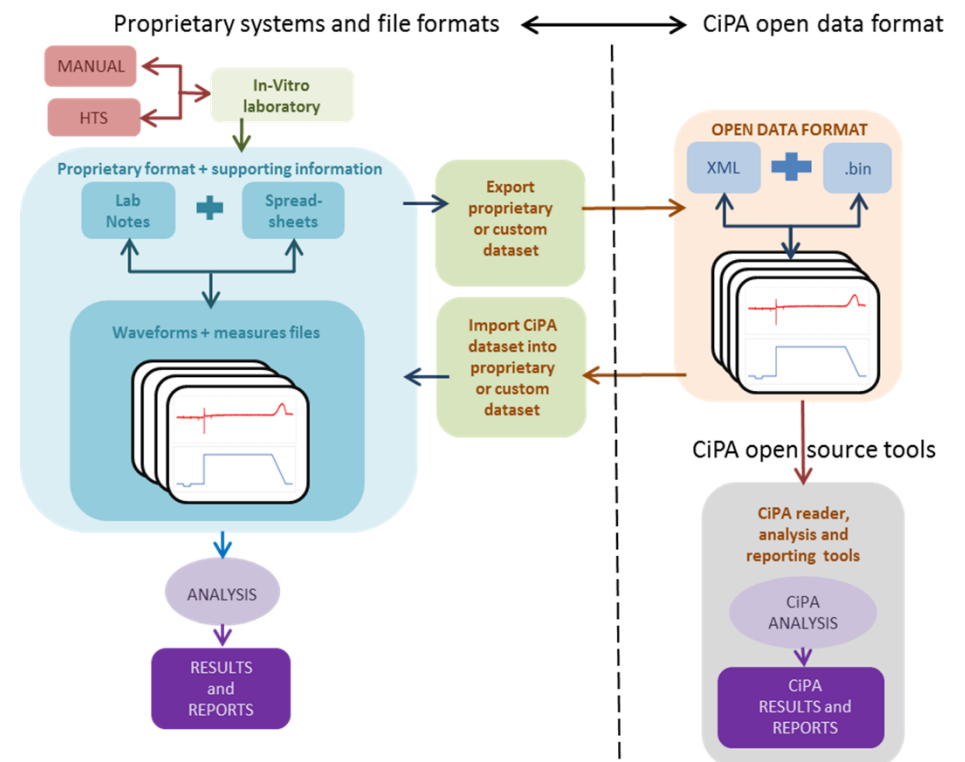 Proprietary systems and file formats
CiPA open data format
MANUAL
HTS
In-Vitro
laboratory
Proprietary format + supporting information
Lab
Notes
Spread-
sheets
Waveforms + measures files
Export
proprietary
or custom
dataset
Import CiPA
dataset into
proprietary
or custom
dataset
OPEN DATA FORMAT
XML
.bin
ANALYSIS
RESULTS
and
REPORTS
CiPA open source tools
CiPA reader,
analysis and
reporting tools
CiPA
ANALYSIS
CiPA
RESULTS and
REPORTS